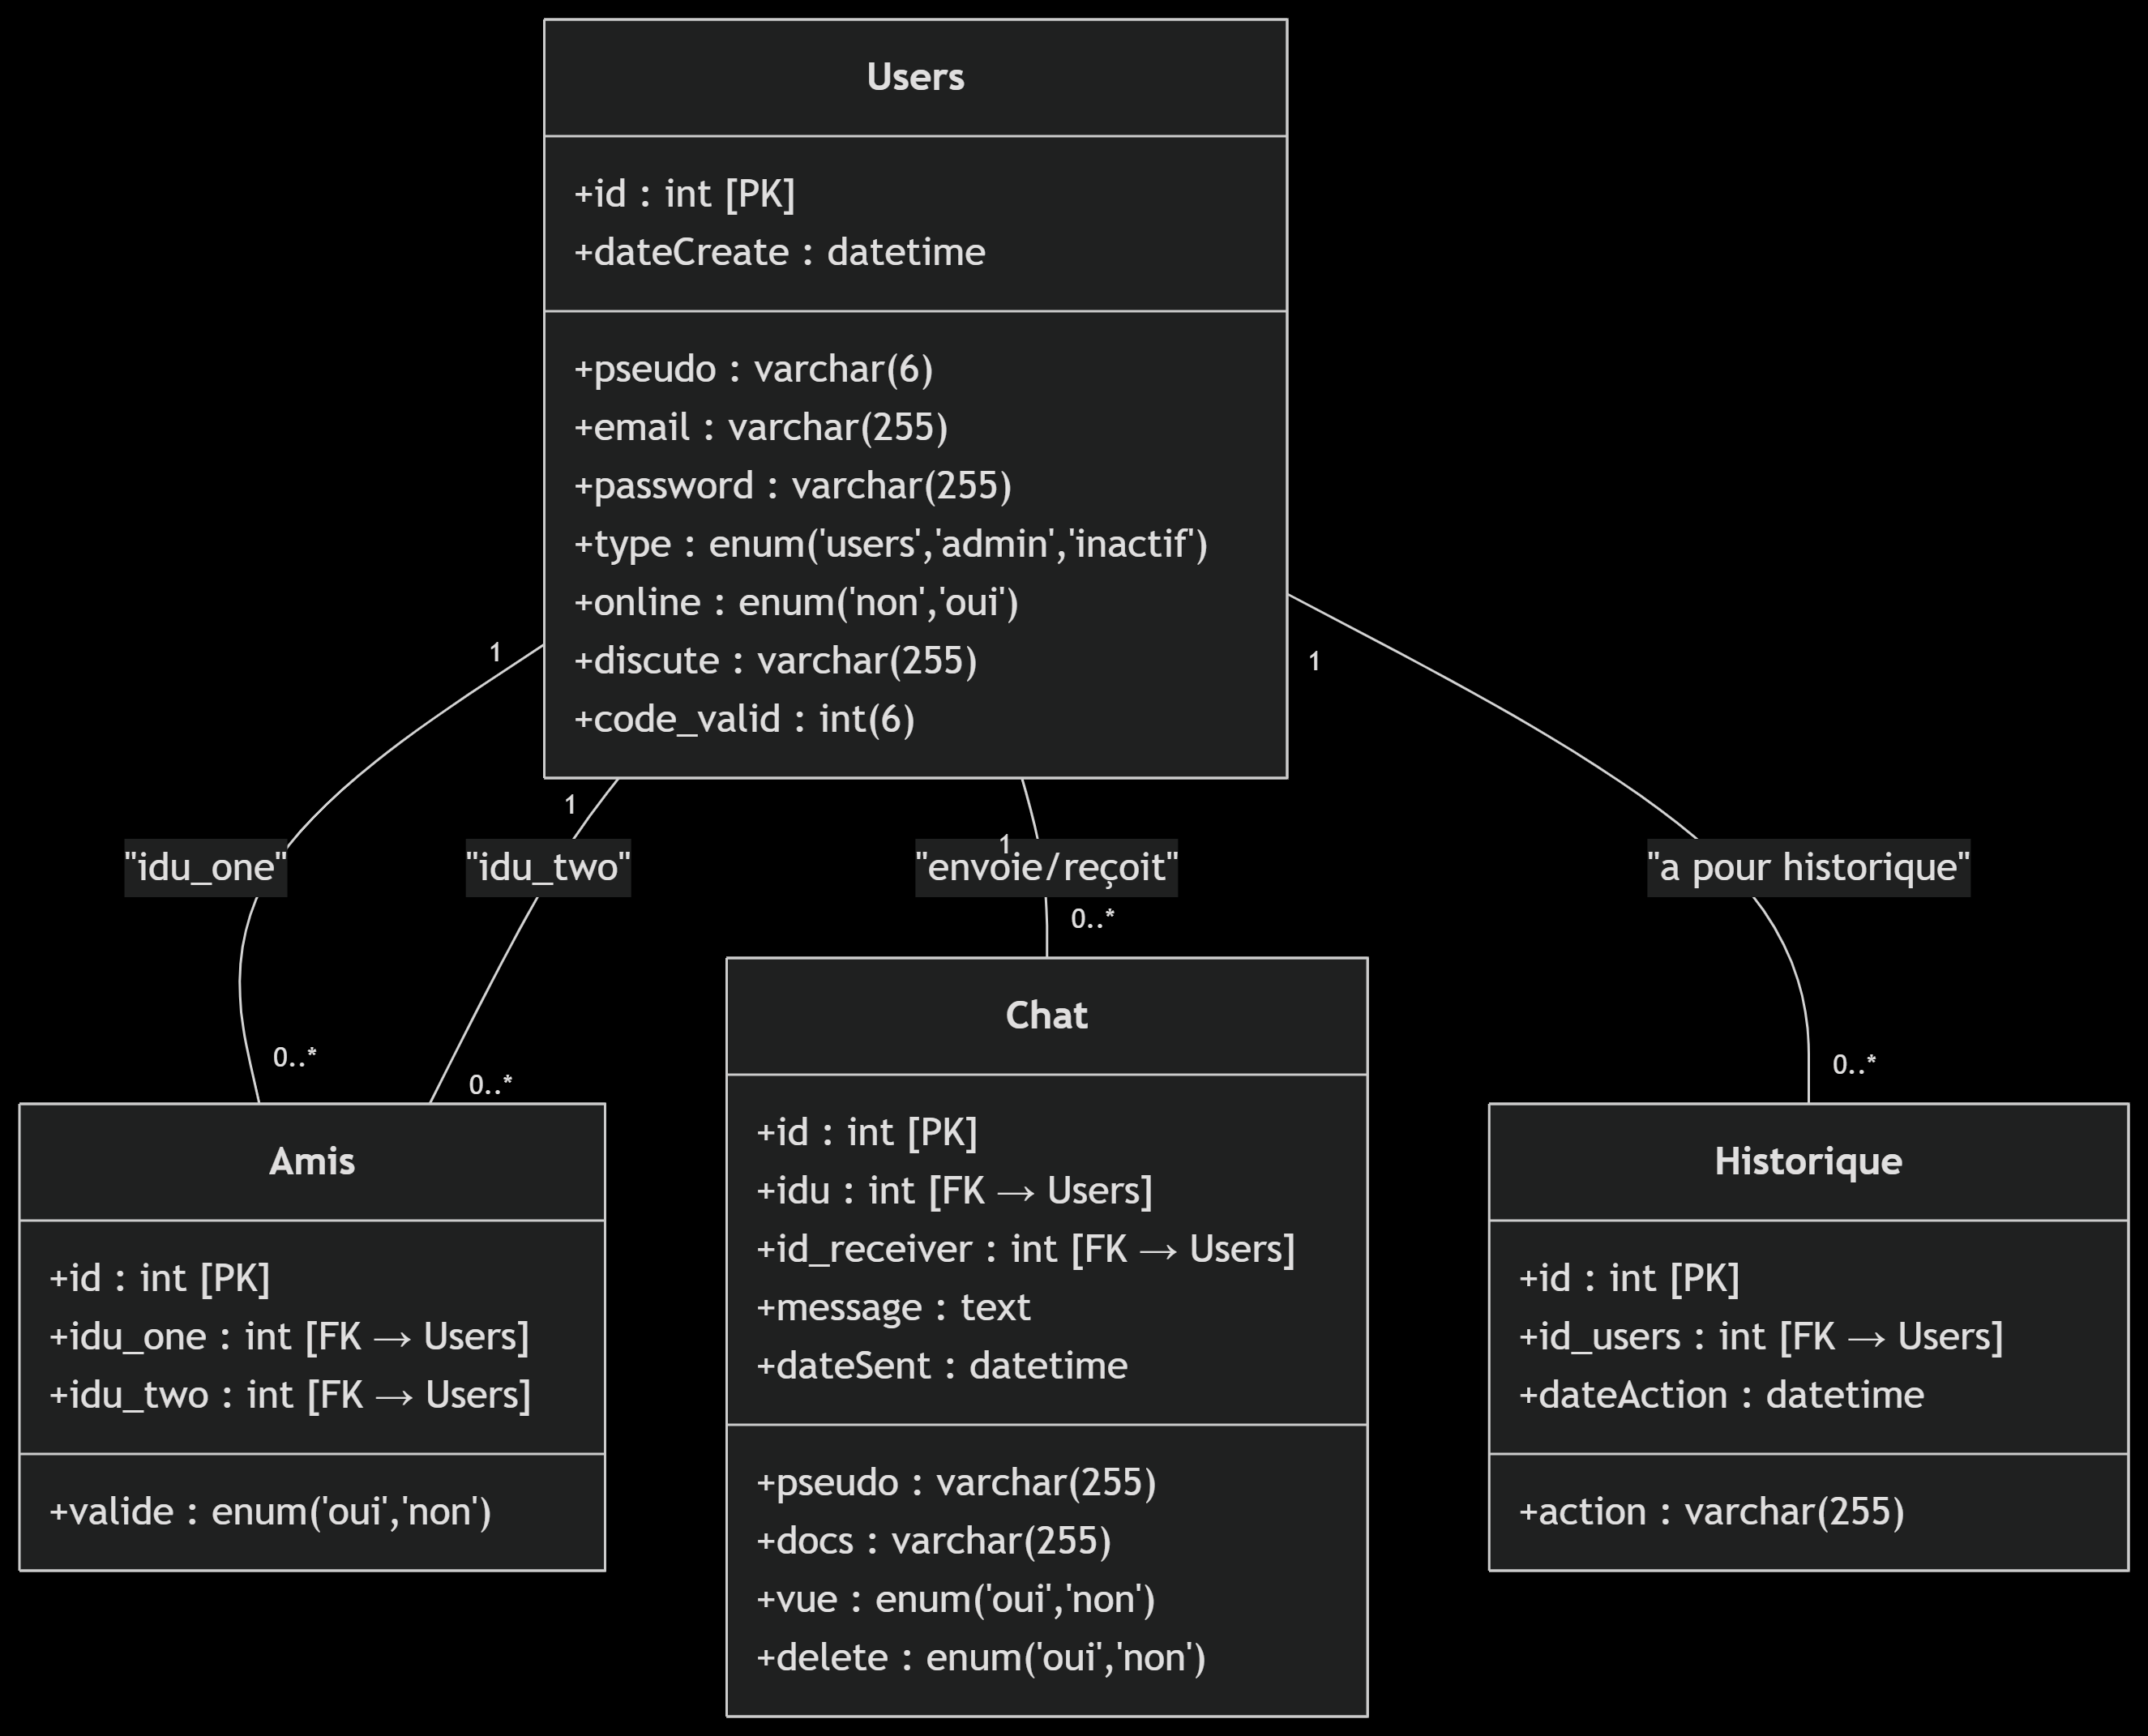 Users
+id : int [PK]
+dateCreate : datetime
+pseudo : varchar(6)
+email : varchar(255)
+password : varchar(255)
+type : enum('users','admin','inactif')
+online : enum('non','oui')
+discute : varchar(255)
+code_valid : int(6)
1
1
1
1
"idu_one"
"idu_two"
"envoie/reçoit"
"a pour historique"
0..*
0..*
0..*
0..*
Amis
+id : int [PK]
+idu_one : int [FK → Users]
+idu_two : int [FK → Users]
+valide : enum('oui','non')
Chat
+id : int [PK]
+idu : int [FK → Users]
+id_receiver : int [FK → Users]
+message : text
+dateSent : datetime
+pseudo : varchar(255)
+docs : varchar(255)
+vue : enum('oui','non')
+delete : enum('oui','non')
Historique
+id : int [PK]
+id_users : int [FK → Users]
+dateAction : datetime
+action : varchar(255)